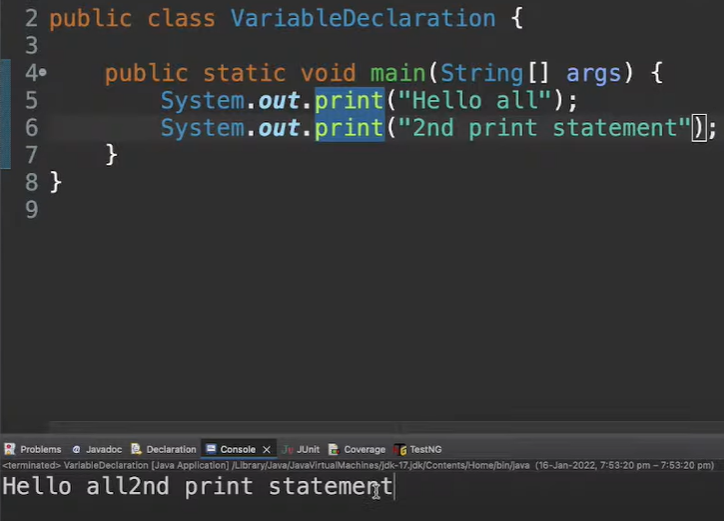 2 public class VariableDeclaration {
3
4 public static void main(String[] args) {
5 System.out.print("Hello all");
6 System.out.print("2nd print statement");
7 }
8 }
9
Problems @ Javadoc Declaration Console × JUnit Coverage TestNG
<terminated> VariableDeclaration [Java Application] /Library/Java/JavaVirtualMachines/jdk-17.jdk/Contents/Home/bin/java (16-Jan-2022, 7:53:20 pm – 7:53:20 pm)
Hello all2nd print statement